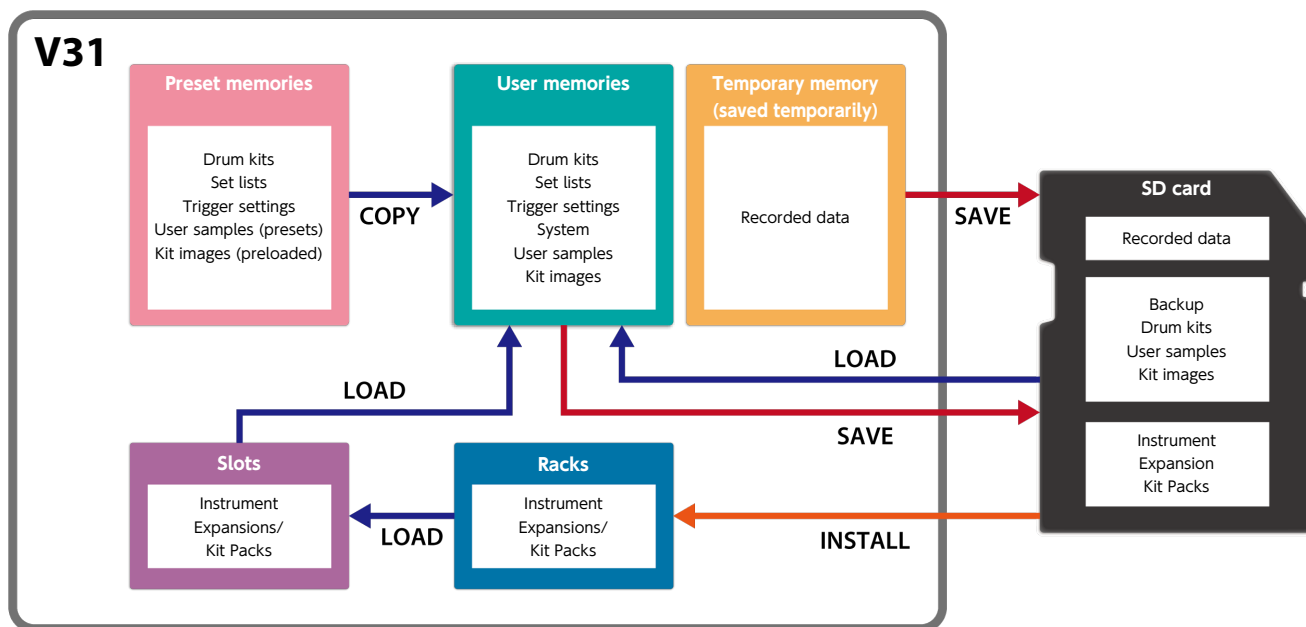 V31
Preset memories
Drum kits
Set lists
Trigger settings
User samples (presets)
Kit images (preloaded)
COPY
User memories
Drum kits
Set lists
Trigger settings
System
User samples
Kit images
Temporary memory
(saved temporarily)
Recorded data
SAVE
SD card
Recorded data
Backup
Drum kits
User samples
Kit images
Instrument
Expansion
Kit Packs
LOAD
SAVE
LOAD
Slots
Instrument
Expansions/
Kit Packs
LOAD
Racks
Instrument
Expansions/
Kit Packs
INSTALL